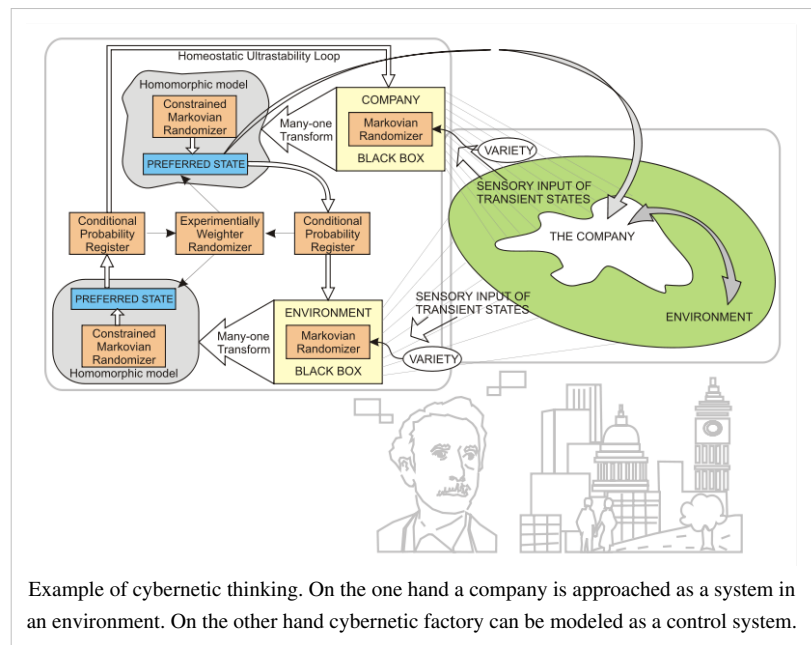 Homeostatic Ultrastability Loop
Homomorphic model
Constrained
Markovian
Randomizer
PREFERRED STATE
Many-one
Transform
COMPANY
Markovian
Randomizer
BLACK BOX
VARIETY
SENSORY INPUT OF
TRANSIENT STATES
THE COMPANY
ENVIRONMENT
Conditional
Probability
Register
Experimentially
Weighter
Randomizer
Conditional
Probability
Register
PREFERRED STATE
Constrained
Markovian
Randomizer
Homomorphic model
Many-one
Transform
ENVIRONMENT
Markovian
Randomizer
BLACK BOX
SENSORY INPUT OF
TRANSIENT STATES
VARIETY
Example of cybernetic thinking. On the one hand a company is approached as a system in
an environment. On the other hand cybernetic factory can be modeled as a control system.